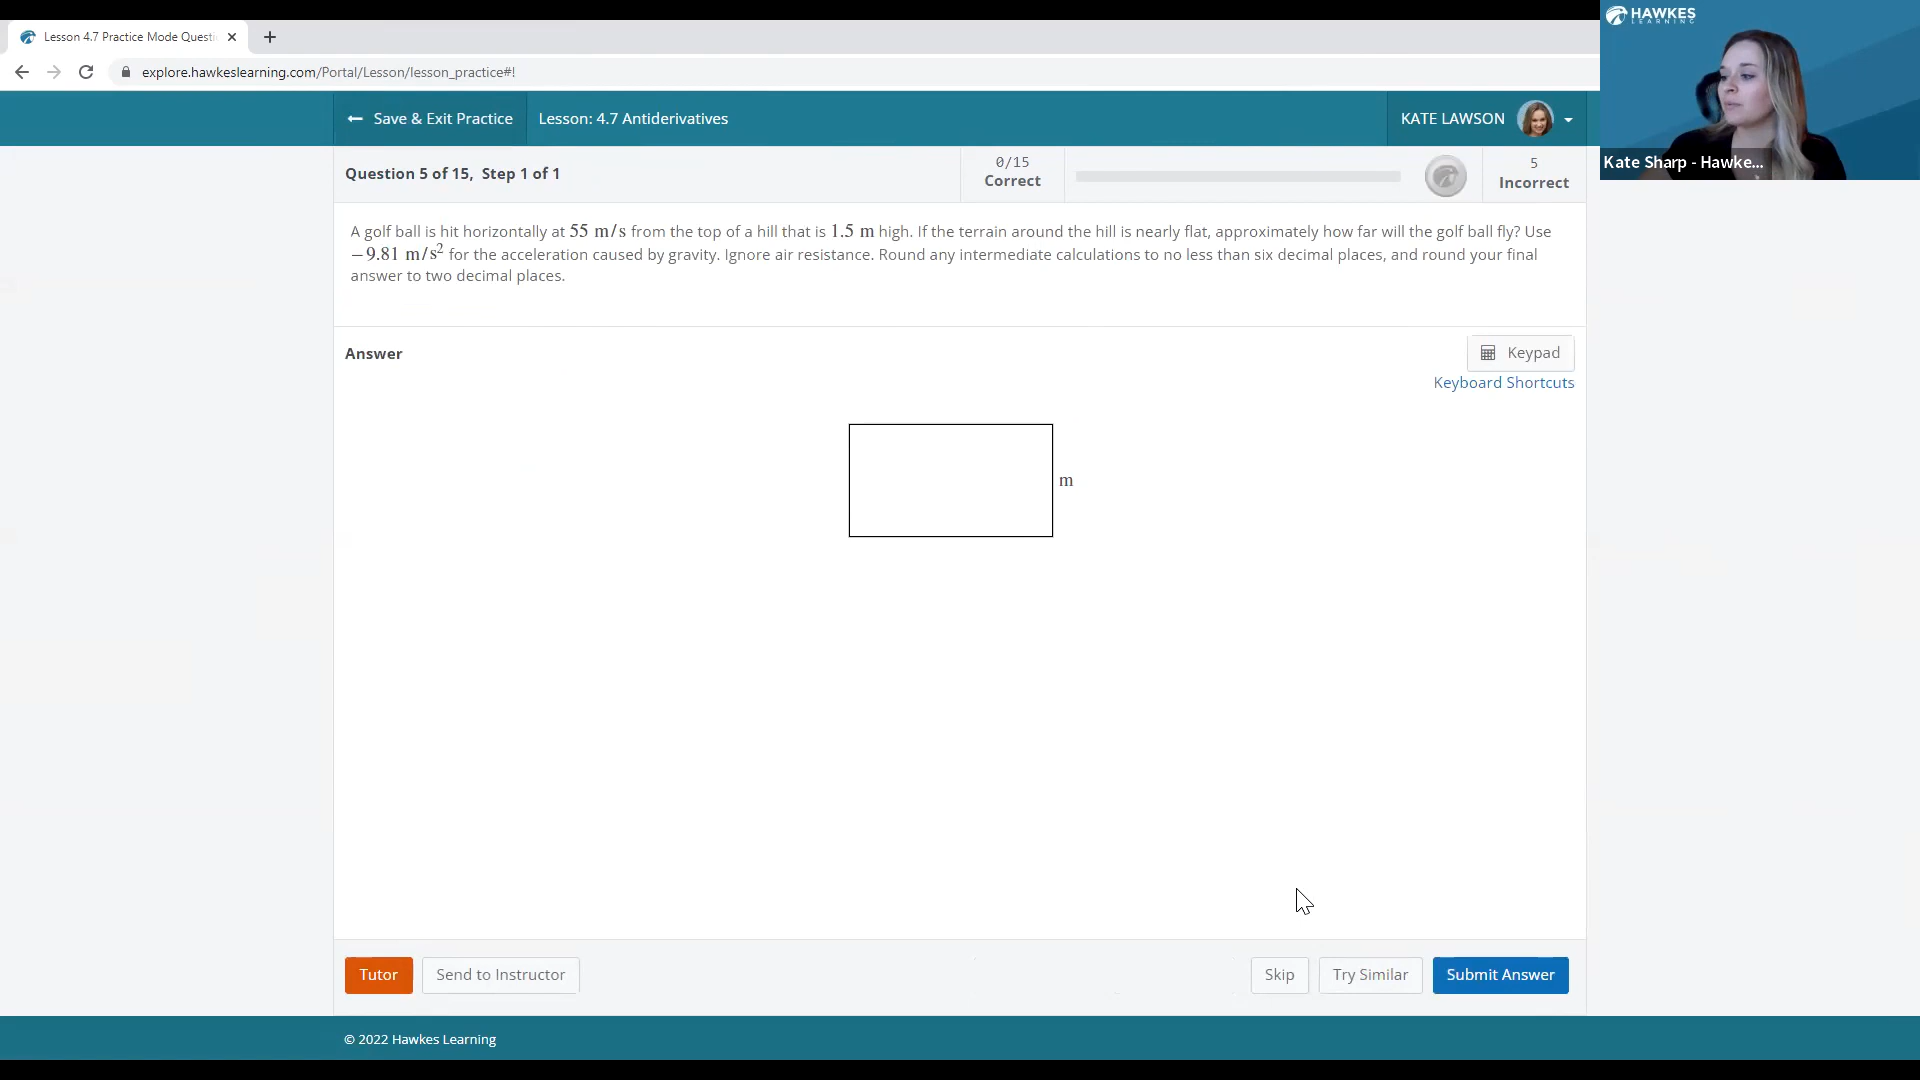 HAWKES
LEARNING
Lesson 4.7 Practice Mode Questi
explore.hawkeslearning.com/Portal/Lesson/lesson_practice#!
Save & Exit Practice
Lesson: 4.7 Antiderivatives
KATE LAWSON
Kate Sharp - Hawke...
Question 5 of 15, Step 1 of 1
0/15
Correct
5
Incorrect
A golf ball is hit horizontally at 55 m/s from the top of a hill that is 1.5 m high. If the terrain around the hill is nearly flat, approximately how far will the golf ball fly? Use
−9.81 m/s² for the acceleration caused by gravity. Ignore air resistance. Round any intermediate calculations to no less than six decimal places, and round your final
answer to two decimal places.
Answer
Keypad
Keyboard Shortcuts
m
Tutor
Send to Instructor
Skip
Try Similar
Submit Answer
© 2022 Hawkes Learning